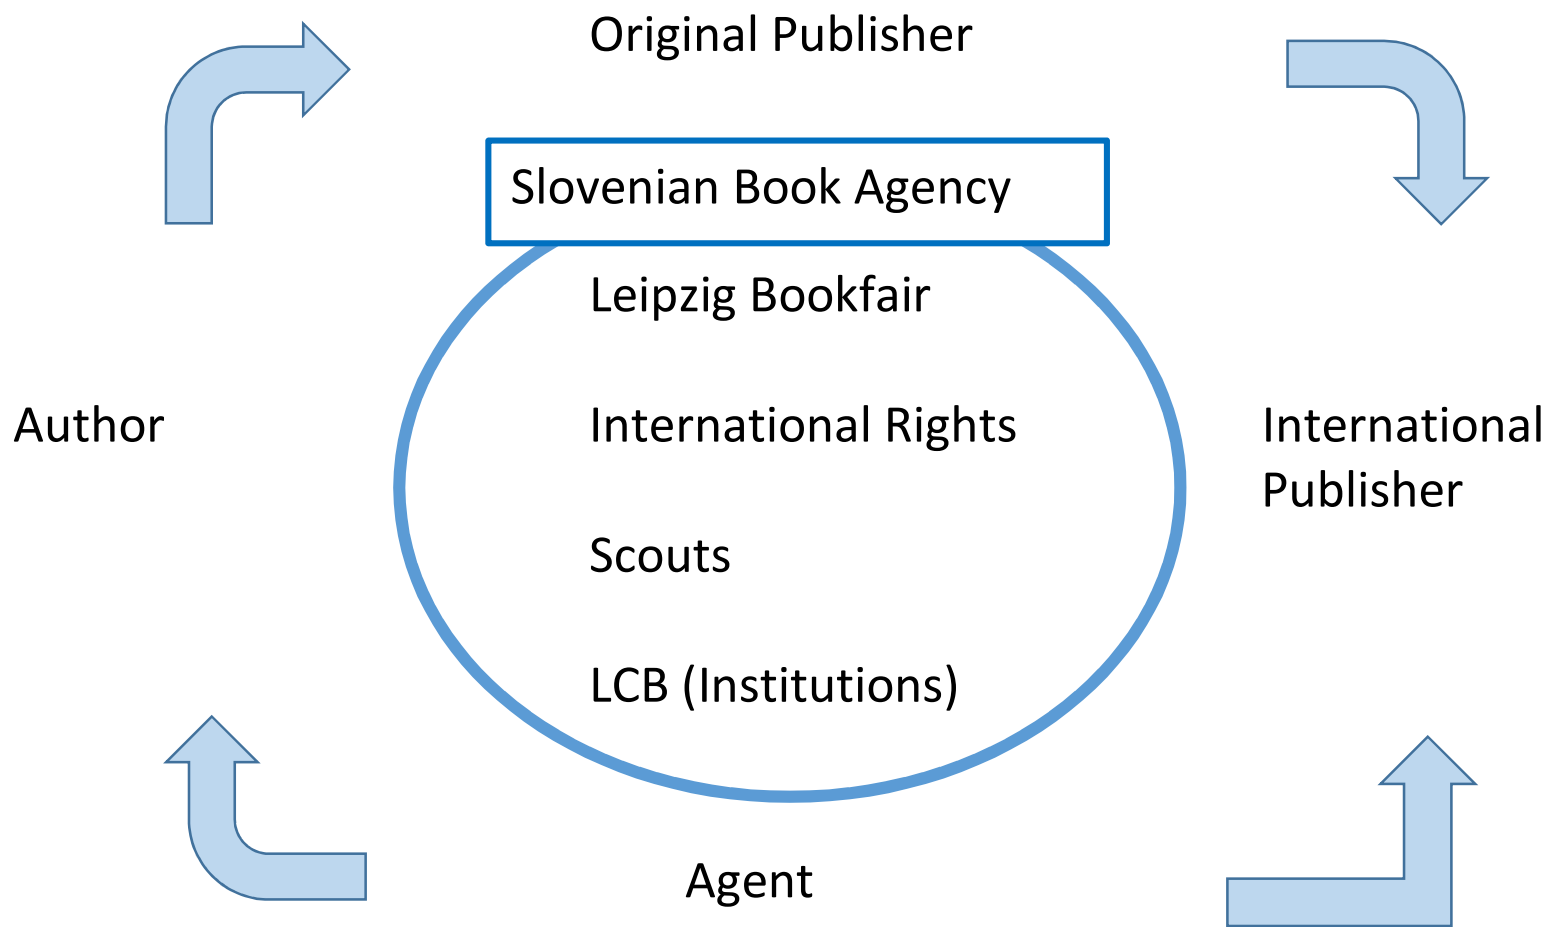 Original Publisher
Slovenian Book Agency
Leipzig Bookfair
Author
International Rights
International
Publisher
Scouts
LCB (Institutions)
Agent